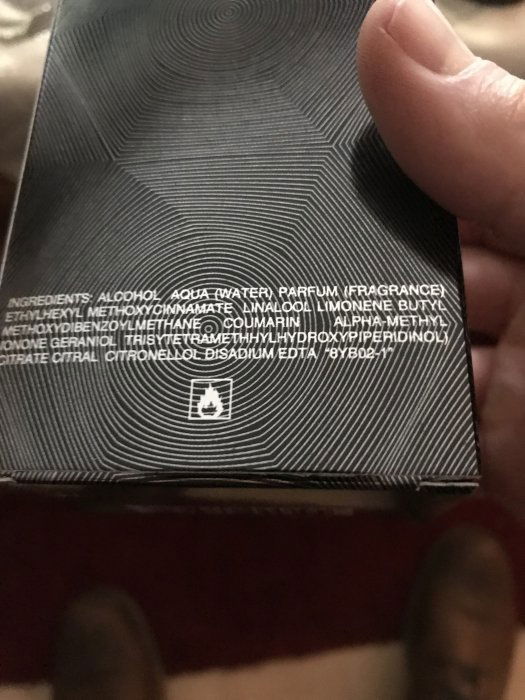 INGREDIENTS: ALCOHOL AQUA (WATER) PARFUM (FRAGRANCE)
ETHYLHEXYL METHOXYCINNAMATE LINALOOL LIMONENE BUTYL
METHOXYDIBENZOYLMETHANE COUMARIN ALPHA-METHYL
IONONE GERANIOL TRISYTETRAMETHHYLHYDROXYPIPERIDINOL)
CITRATE CITRAL CITRONELLOL DISADIUM EDTA "8YB02-1"